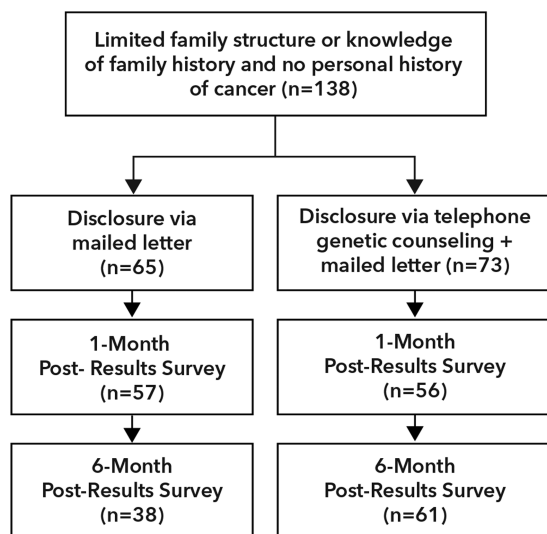 Limited family structure or knowledge
of family history and no personal history
of cancer (n=138)
Disclosure via
mailed letter
(n=65)
Disclosure via telephone
genetic counseling +
mailed letter (n=73)
1-Month
Post- Results Survey
(n=57)
1-Month
Post-Results Survey
(n=56)
6-Month
Post-Results Survey
(n=38)
6-Month
Post-Results Survey
(n=61)